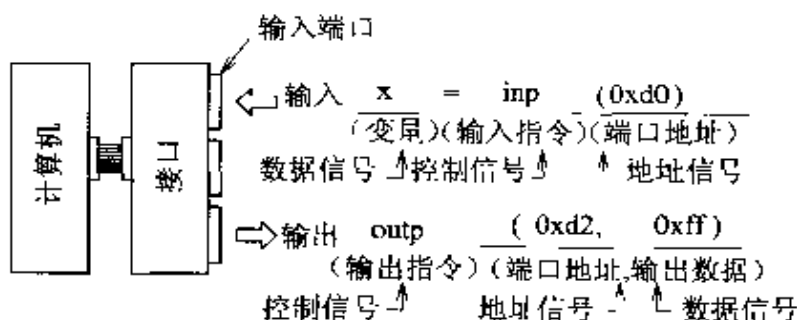 输入端口
输入 x = inp (0xd0)
(变量)(输入指令)(端口地址)
数据信号 控制信号 地址信号
计算机
接口
输出 outp (0xd2, 0xff)
(输出指令)(端口地址,输出数据)
控制信号 地址信号 数据信号